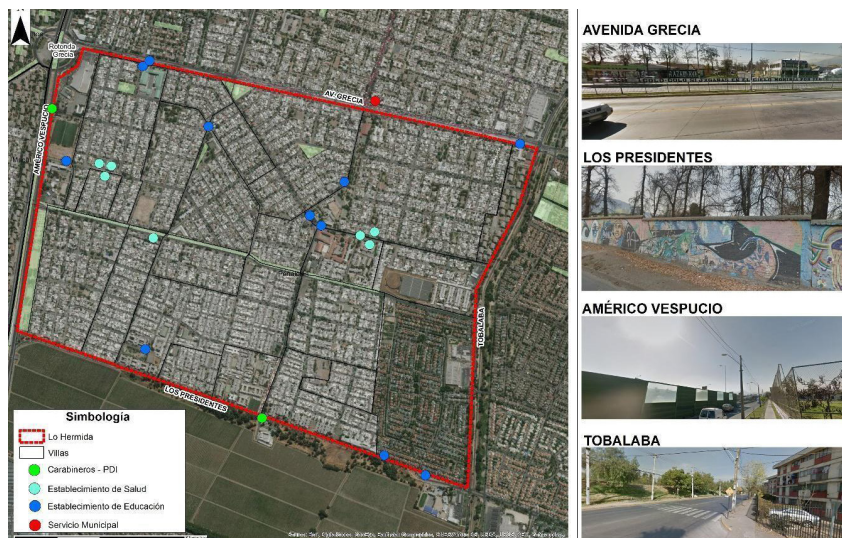 Rotonda
Grecia
AV-GRECIA
AMÉRICO VESPUCIO
TOBALABA
LOS PRESIDENTES
Simbología
Lo Hermida
Villas
Carabineros - PDI
Establecimiento de Salud
Establecimiento de Educación
Servicio Municipal
AVENIDA GRECIA
LOS PRESIDENTES
AMÉRICO VESPUCIO
TOBALABA